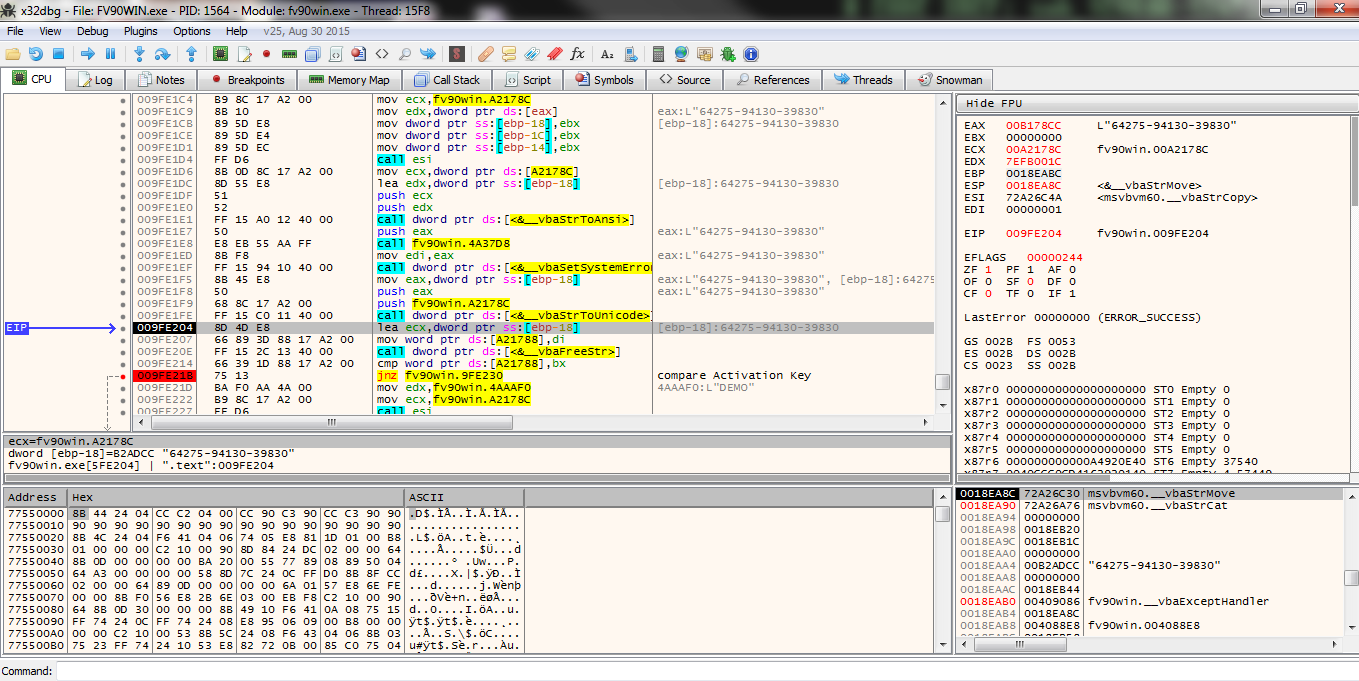 x32dbg - File: FV90WIN.exe - PID: 1564 - Module: fv90win.exe - Thread: 15F8
File View Debug Plugins Options Help v25, Aug 30 2015
CPU Log Notes Breakpoints Memory Map Call Stack Script Symbols Source References Threads Snowman
009FE1C4 B9 8C 17 A2 00 mov ecx,fv90win.A2178C
009FE1C9 8B 10 mov edx,dword ptr ds:[eax] eax:L"64275-94130-39830"
009FE1CB 89 5D E8 mov dword ptr ss:[ebp-18],ebx [ebp-18]:64275-94130-39830
009FE1CE 89 5D E4 mov dword ptr ss:[ebp-1C],ebx
009FE1D1 89 5D EC mov dword ptr ss:[ebp-14],ebx
009FE1D4 FF D6 call esi
009FE1D6 8B 0D 8C 17 A2 00 mov ecx,dword ptr ds:[A2178C]
009FE1DC 8D 55 E8 lea edx,dword ptr ss:[ebp-18] [ebp-18]:64275-94130-39830
009FE1DF 51 push ecx
009FE1E0 52 push edx
009FE1E1 FF 15 A0 12 40 00 call dword ptr ds:[<&__vbaStrToAnsi>]
009FE1E7 50 push eax eax:L"64275-94130-39830"
009FE1E8 E8 EB 55 AA FF call fv90win.4A37D8
009FE1ED 8B F8 mov edi,eax eax:L"64275-94130-39830"
009FE1EF FF 15 94 10 40 00 call dword ptr ds:[<&__vbaSetSystemErro
009FE1F5 8B 45 E8 mov eax,dword ptr ss:[ebp-18] eax:L"64275-94130-39830", [ebp-18]:64275
009FE1F8 50 push eax eax:L"64275-94130-39830"
009FE1F9 68 8C 17 A2 00 push fv90win.A2178C
009FE1FE FF 15 C0 11 40 00 call dword ptr ds:[<&__vbaStrToUnicode>]
EIP 009FE204 8D 4D E8 lea ecx,dword ptr ss:[ebp-18] [ebp-18]:64275-94130-39830
009FE207 66 89 3D 88 17 A2 00 mov word ptr ds:[A21788],di
009FE20E FF 15 2C 13 40 00 call dword ptr ds:[<&__vbaFreeStr>]
009FE214 66 39 1D 88 17 A2 00 cmp word ptr ds:[A21788],bx
009FE21B 75 13 jnz fv90win.9FE230 compare Activation Key
009FE21D BA F0 AA 4A 00 mov edx,fv90win.4AAAF0 4AAAF0:L"DEMO"
009FE222 B9 8C 17 A2 00 mov ecx,fv90win.A2178C
009FE227 FF D6 call esi
ecx=fv90win.A2178C
dword [ebp-18]=B2ADCC "64275-94130-39830"
fv90win.exe[5FE204] | ".text":009FE204
Hide FPU
EAX 00B178CC L"64275-94130-39830"
EBX 00000000
ECX 00A2178C fv90win.00A2178C
EDX 7EFB001C
EBP 0018EABC
ESP 0018EA8C <&__vbaStrMove>
ESI 72A26C4A <msvbvm60.__vbaStrCopy>
EDI 00000001
EIP 009FE204 fv90win.009FE204
EFLAGS 00000244
ZF 1 PF 1 AF 0
OF 0 SF 0 DF 0
CF 0 TF 0 IF 1
LastError 00000000 (ERROR_SUCCESS)
GS 002B FS 0053
ES 002B DS 002B
CS 0023 SS 002B
x87r0 00000000000000000000 ST0 Empty 0
x87r1 00000000000000000000 ST1 Empty 0
x87r2 00000000000000000000 ST2 Empty 0
x87r3 00000000000000000000 ST3 Empty 0
x87r4 00000000000000000000 ST4 Empty 0
x87r5 00000000000000000000 ST5 Empty 0
x87r6 000000000000A4920E40 ST6 Empty 37540
Address Hex ASCII
77550000 8B 44 24 04 CC C2 04 00 CC 90 C3 90 CC C3 90 90 .D$.ÌÂ..Ì.Ã.ÌÃ..
77550010 90 90 90 90 90 90 90 90 90 90 90 90 90 90 90 90 ................
77550020 8B 4C 24 04 F6 41 04 06 74 05 E8 81 1D 01 00 B8 .L$.öA..t.è....¸
77550030 01 00 00 00 C2 10 00 90 8D 84 24 DC 02 00 00 64 ....Â.....$Ü...d
77550040 8B 0D 00 00 00 00 BA 20 00 55 77 89 08 89 50 04 ......º .Uw...P.
77550050 64 A3 00 00 00 00 58 8D 7C 24 0C FF D0 8B 8F CC d£....X.|$.ÿÐ..Ì
77550060 02 00 00 64 89 0D 00 00 00 00 6A 01 57 E8 6E FE ...d......j.Wènþ
77550070 00 00 8B F0 56 E8 2B 6E 03 00 EB F8 C2 10 00 90 ...ðVè+n..ëøÂ...
77550080 64 8B 0D 30 00 00 00 8B 49 10 F6 41 0A 08 75 15 d..0....I.öA..u.
77550090 FF 74 24 0C FF 74 24 08 E8 95 06 09 00 B8 00 00 ÿt$.ÿt$.è....¸..
775500A0 00 00 C2 10 00 53 8B 5C 24 08 F6 43 04 06 8B 03 ..Â..S.\$.öC....
775500B0 75 23 FF 74 24 10 53 E8 82 72 0B 00 85 C0 75 04 u#ÿt$.Sè.r...Àu.
0018EA8C 72A26C30 msvbvm60.__vbaStrMove
0018EA90 72A26A76 msvbvm60.__vbaStrCat
0018EA94 00000000
0018EA98 0018EB20
0018EA9C 0018EB1C
0018EAA0 00000000
0018EAA4 00B2ADCC "64275-94130-39830"
0018EAA8 00000000
0018EAAC 0018EB44
0018EAB0 00409086 fv90win.__vbaExceptHandler
0018EAB4 0018EA8C
0018EAB8 004088E8 fv90win.004088E8
Command: